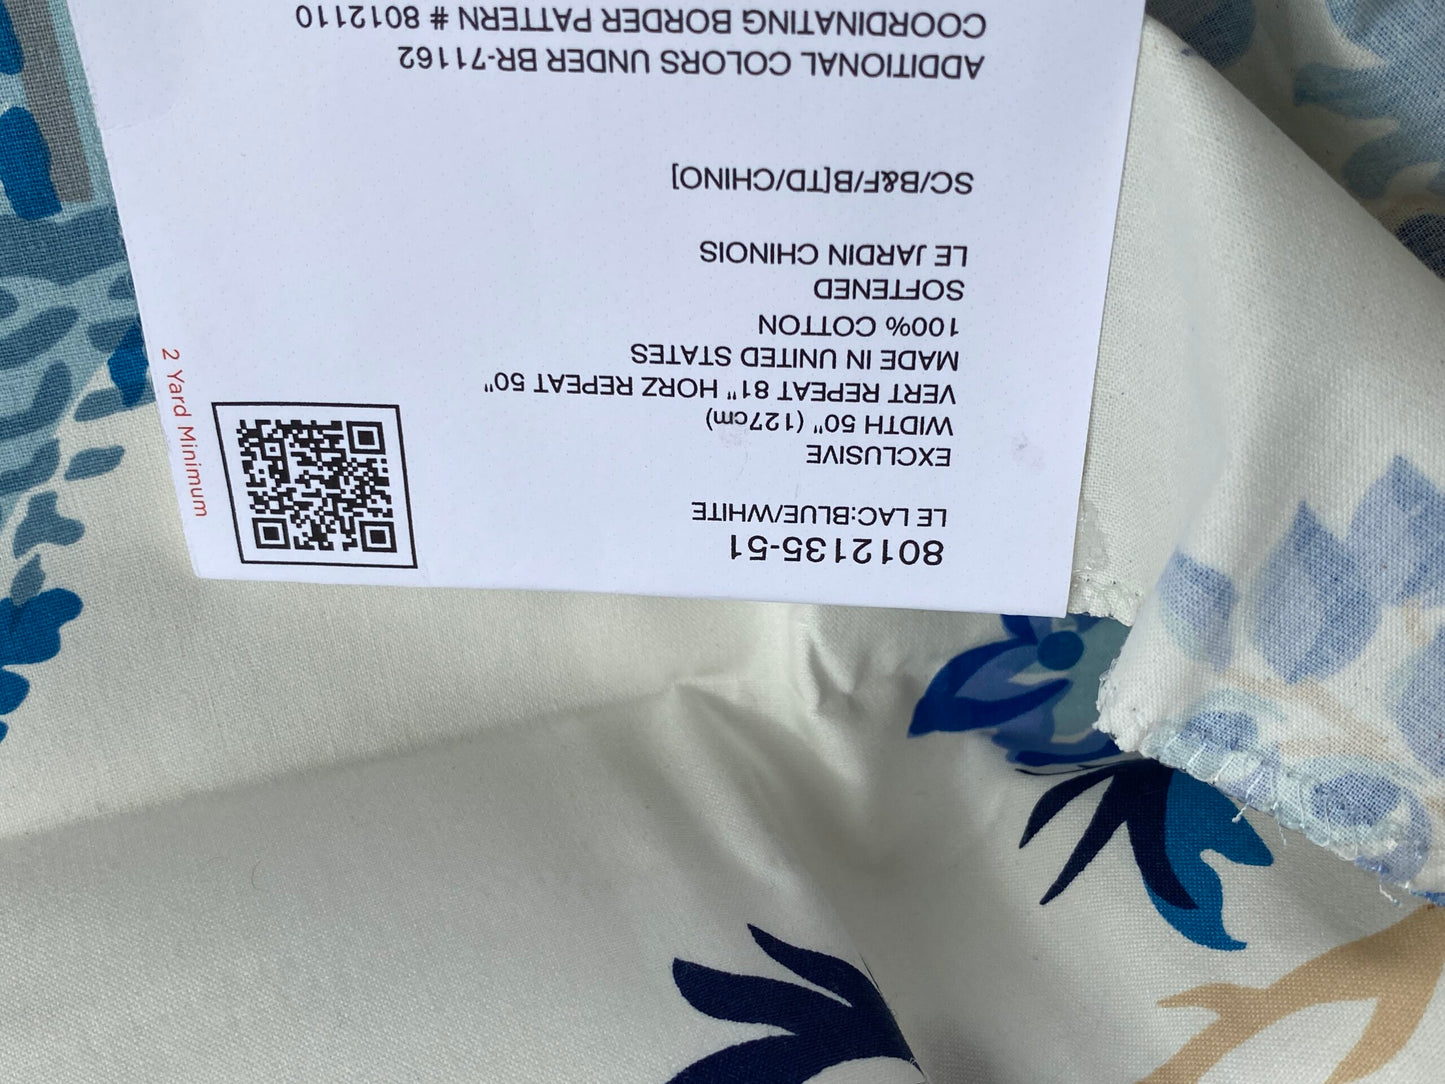 8012135-51
LE LAC:BLUE/WHITE
EXCLUSIVE
WIDTH 50" (127cm)
VERT REPEAT 81" HORZ REPEAT 50"
MADE IN UNITED STATES
100% COTTON
SOFTENED
LE JARDIN CHINOIS
SC/B&F/B[TD/CHINO]
ADDITIONAL COLORS UNDER BR-71162
COORDINATING BORDER PATTERN # 8012110
2 Yard Minimum